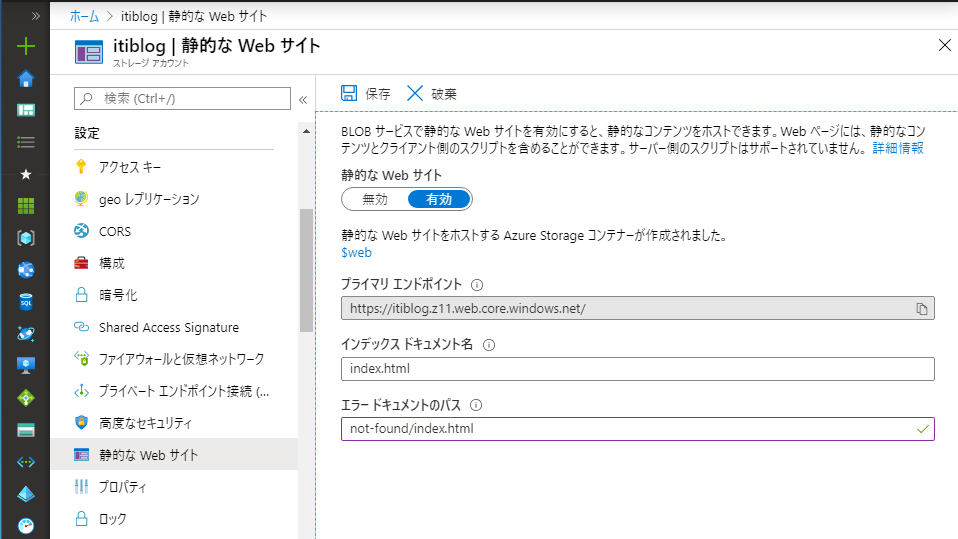 ホーム > itiblog | 静的な Web サイト
itiblog | 静的な Web サイト
ストレージ アカウント
検索 (Ctrl+/)
設定
アクセス キー
geo レプリケーション
CORS
構成
暗号化
Shared Access Signature
ファイアウォールと仮想ネットワーク
プライベート エンドポイント接続 (...
高度なセキュリティ
静的な Web サイト
プロパティ
ロック
保存
破棄
BLOB サービスで静的な Web サイトを有効にすると、静的なコンテンツをホストできます。Web ページには、静的なコン
テンツとクライアント側のスクリプトを含めることができます。サーバー側のスクリプトはサポートされていません。 詳細情報
静的な Web サイト
無効 有効
静的な Web サイトをホストする Azure Storage コンテナーが作成されました。
$web
プライマリ エンドポイント
https://itiblog.z11.web.core.windows.net/
インデックス ドキュメント名
index.html
エラー ドキュメントのパス
not-found/index.html
SQL